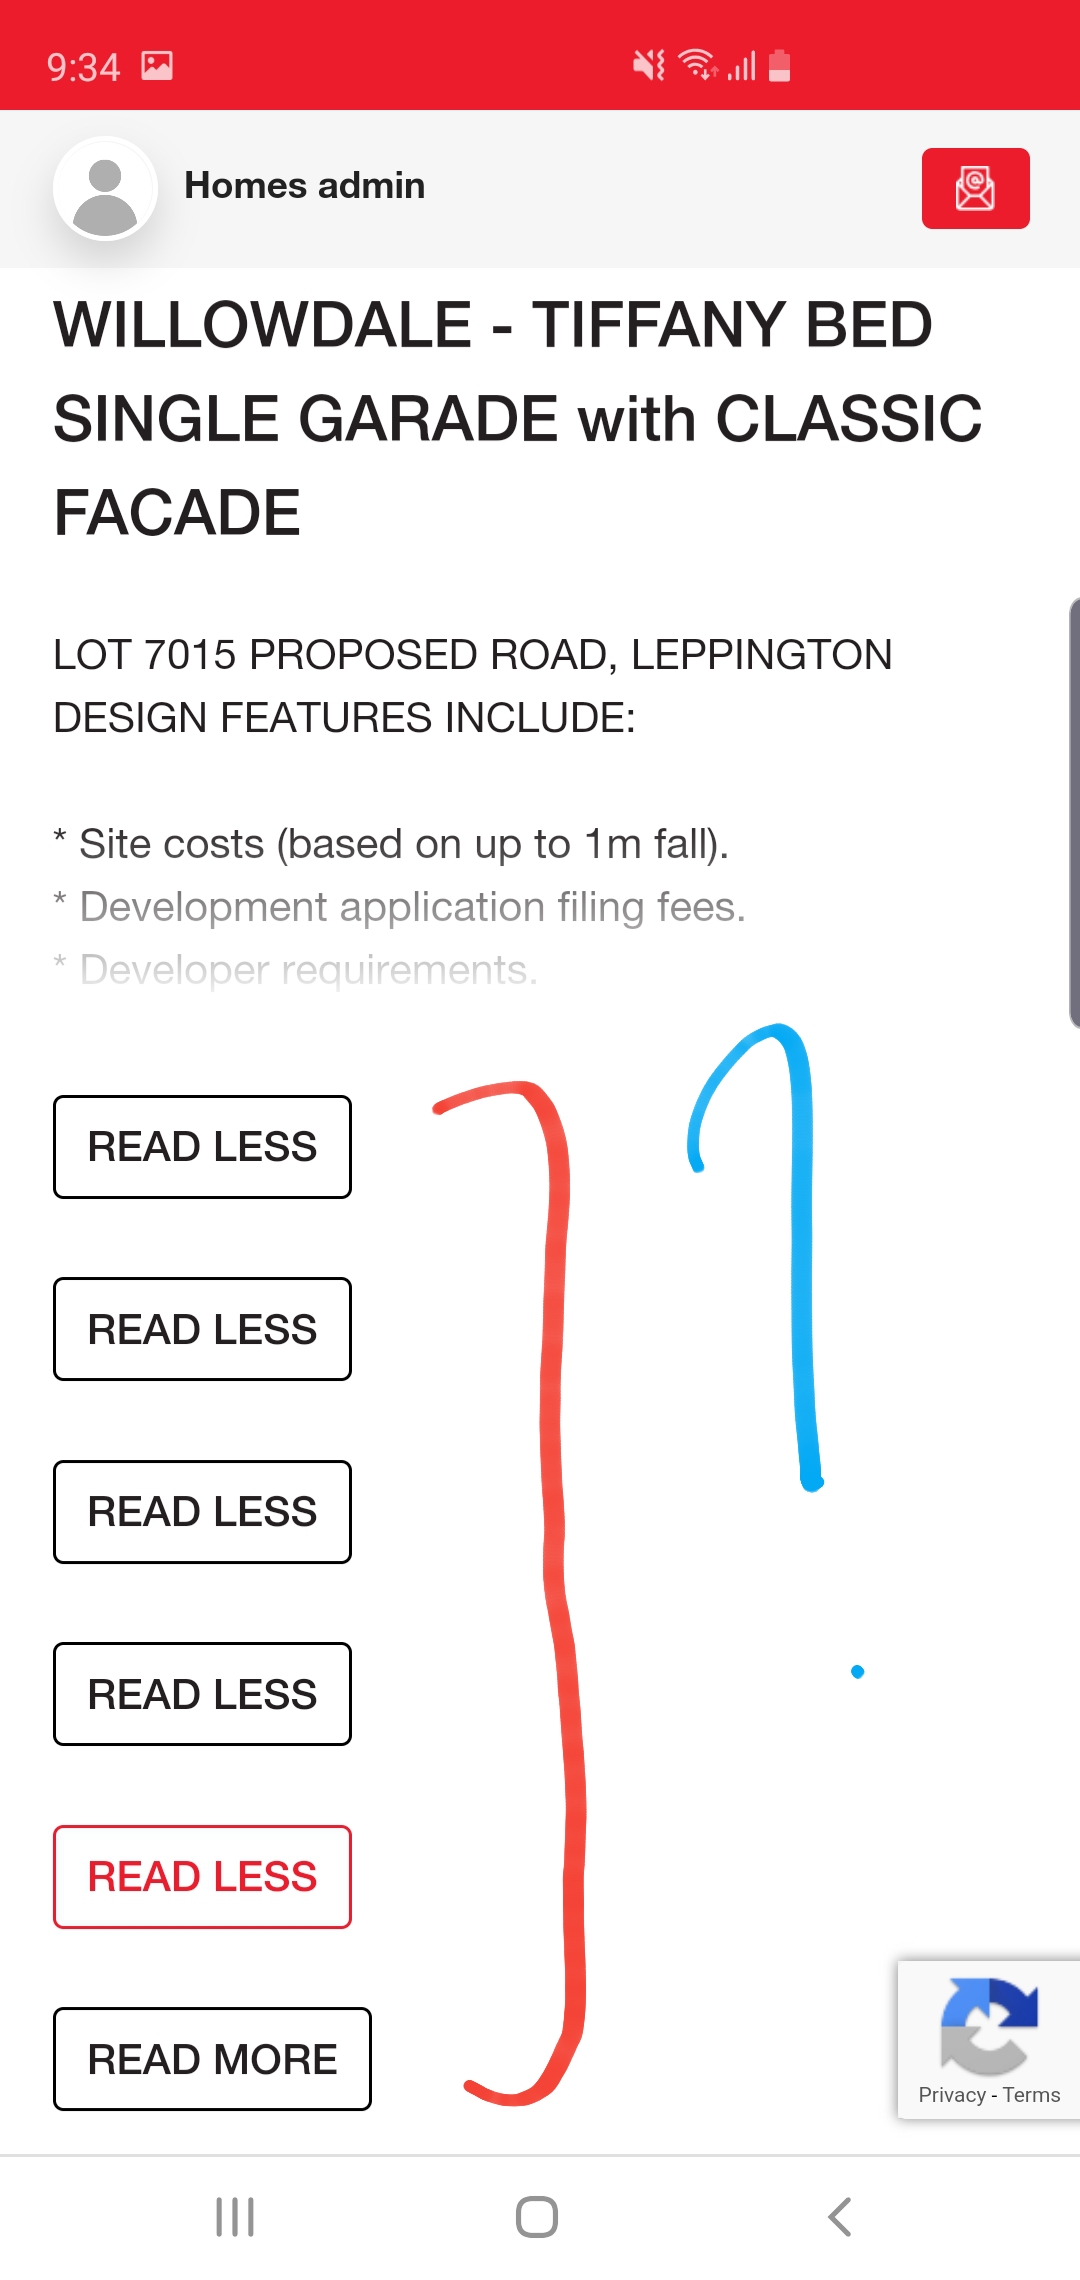 9:34
Homes admin
WILLOWDALE - TIFFANY BED
SINGLE GARADE with CLASSIC
FACADE
LOT 7015 PROPOSED ROAD, LEPPINGTON
DESIGN FEATURES INCLUDE:
* Site costs (based on up to 1m fall).
* Development application filing fees.
* Developer requirements.
READ LESS
READ LESS
READ LESS
READ LESS
READ LESS
READ MORE
Privacy - Terms